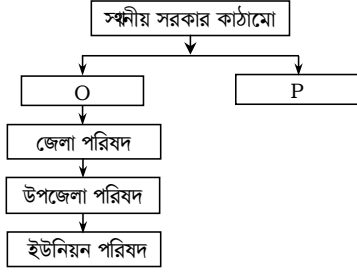 স্থানীয় সরকার কাঠামো
O
P
জেলা পরিষদ
উপজেলা পরিষদ
ইউনিয়ন পরিষদ